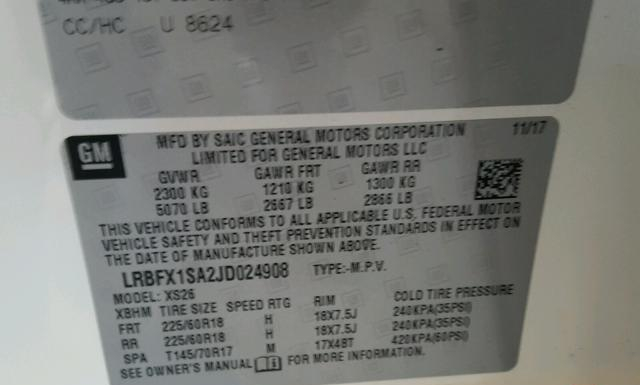 CC/HC U 8624
GM
MFD BY SAIC GENERAL MOTORS CORPORATION 11/17
LIMITED FOR GENERAL MOTORS LLC
GVWR GAWR FRT GAWR RR
2300 KG 1210 KG 1300 KG
5070 LB 2667 LB 2866 LB
THIS VEHICLE CONFORMS TO ALL APPLICABLE U.S. FEDERAL MOTOR
VEHICLE SAFETY AND THEFT PREVENTION STANDARDS IN EFFECT ON
THE DATE OF MANUFACTURE SHOWN ABOVE.
LRBFX1SA2JD024908 TYPE:-M.P.V.
MODEL: XS26
XBHM TIRE SIZE SPEED RTG RIM COLD TIRE PRESSURE
FRT 225/60R18 H 18X7.5J 240KPA(35PSI)
RR 225/60R18 H 18X7.5J 240KPA(35PSI)
SPA T145/70R17 M 17X4BT 420KPA(60PSI)
SEE OWNER'S MANUAL FOR MORE INFORMATION.